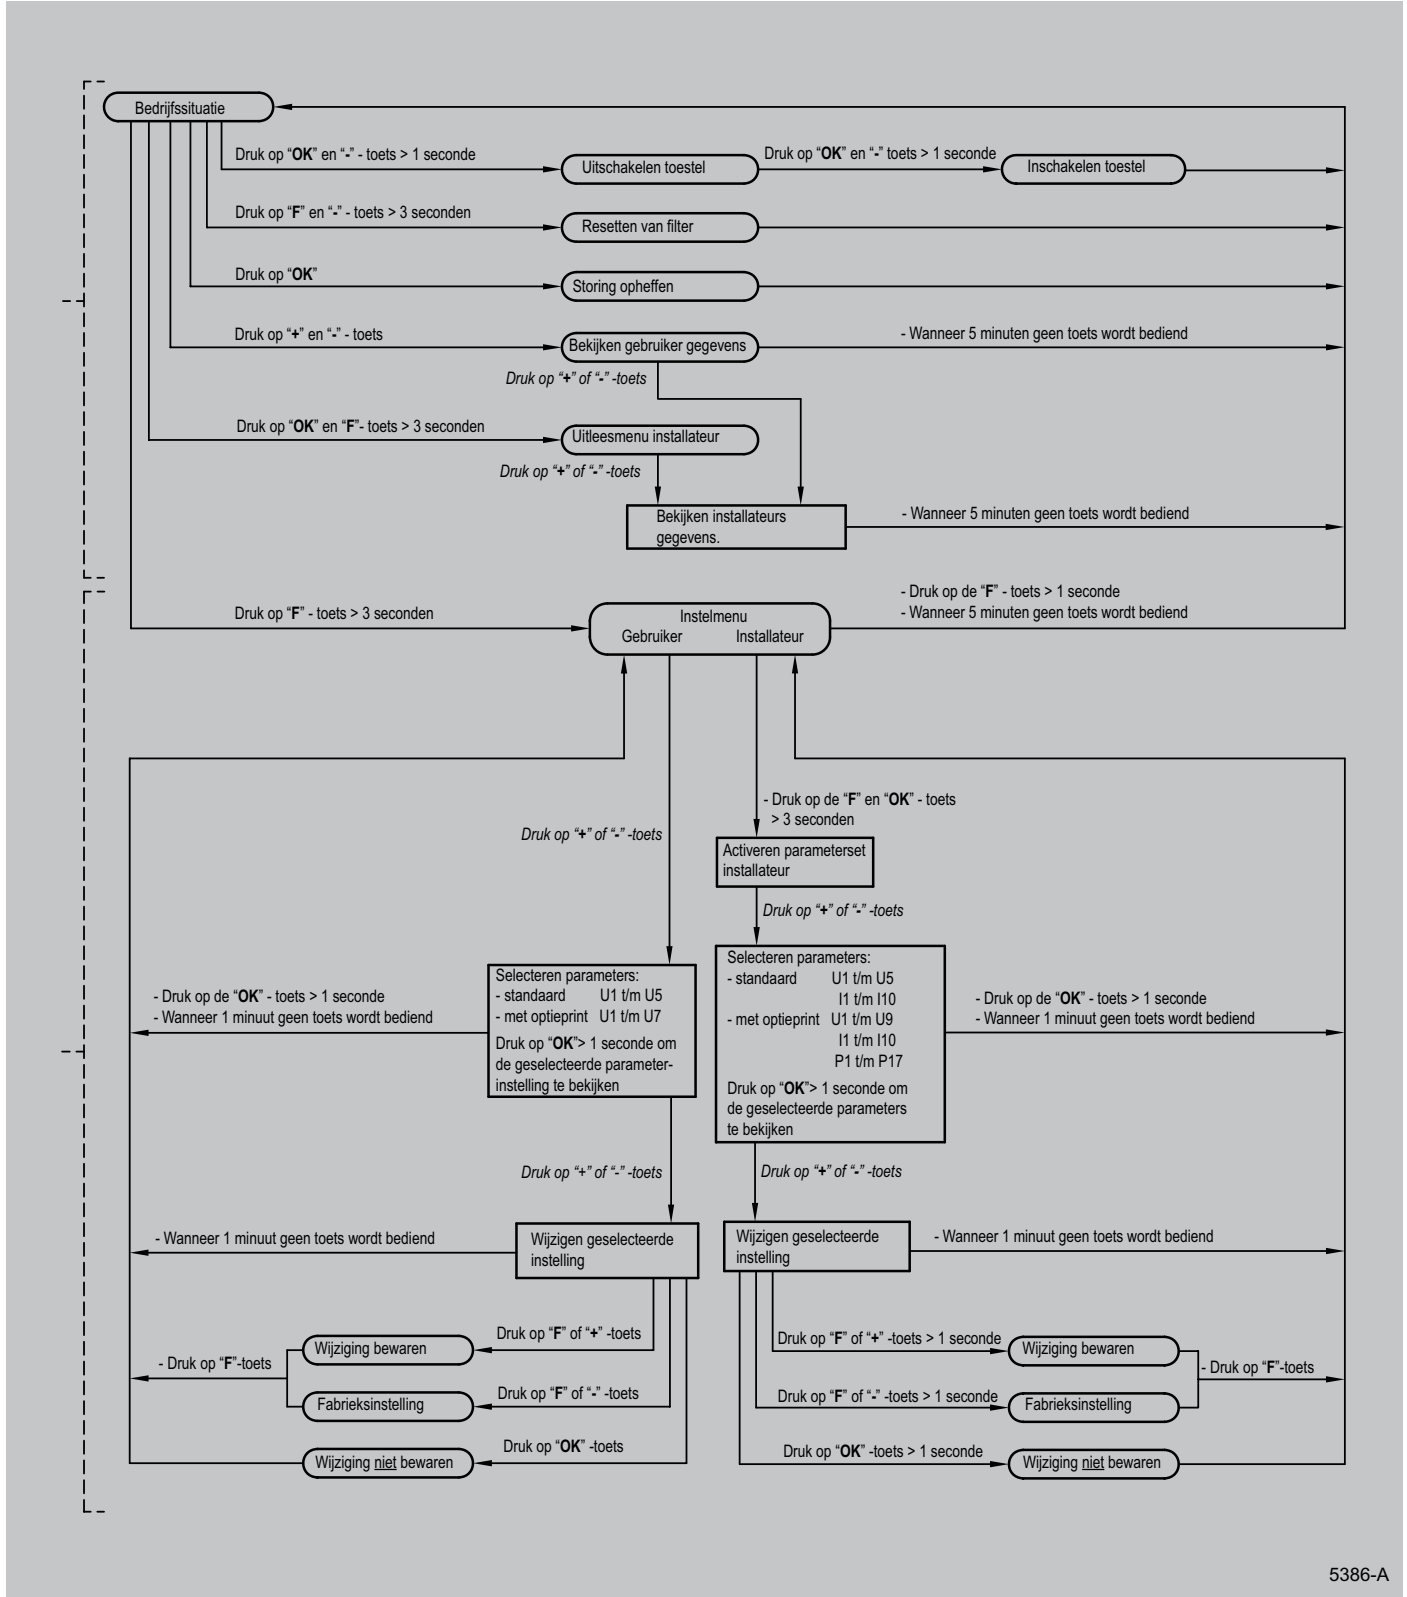 Bedrijfssituatie
Druk op “OK” en “-” - toets > 1 seconde
Uitschakelen toestel
Druk op “OK” en “-” toets > 1 seconde
Inschakelen toestel
Druk op “F” en “-” - toets > 3 seconden
Resetten van filter
Druk op “OK”
Storing opheffen
Druk op “+” en “-” - toets
Bekijken gebruiker gegevens
- Wanneer 5 minuten geen toets wordt bediend
Druk op “+” of “-” -toets
Druk op “OK” en “F”- toets > 3 seconden
Uitleesmenu installateur
Druk op “+” of “-” -toets
Bekijken installateurs
gegevens.
- Wanneer 5 minuten geen toets wordt bediend
Druk op “F” - toets > 3 seconden
Instelmenu
Gebruiker Installateur
- Druk op de “F” - toets > 1 seconde
- Wanneer 5 minuten geen toets wordt bediend
- Druk op de “F” en “OK” - toets
> 3 seconden
Druk op “+” of “-” -toets
Activeren parameterset
installateur
Druk op “+” of “-” -toets
Selecteren parameters:
- standaard U1 t/m U5
- met optieprint U1 t/m U7
Druk op “OK”> 1 seconde om
de geselecteerde parameter-
instelling te bekijken
- Druk op de “OK” - toets > 1 seconde
- Wanneer 1 minuut geen toets wordt bediend
Selecteren parameters:
- standaard U1 t/m U5
I1 t/m I10
- met optieprint U1 t/m U9
I1 t/m I10
P1 t/m P17
Druk op “OK”> 1 seconde om
de geselecteerde parameters
te bekijken
- Druk op de “OK” - toets > 1 seconde
- Wanneer 1 minuut geen toets wordt bediend
Druk op “+” of “-” -toets
Druk op “+” of “-” -toets
- Wanneer 1 minuut geen toets wordt bediend
Wijzigen geselecteerde
instelling
Wijzigen geselecteerde
instelling
- Wanneer 1 minuut geen toets wordt bediend
Druk op “F” of “+” -toets
Wijziging bewaren
- Druk op “F”-toets
Druk op “F” of “-” -toets
Fabrieksinstelling
Druk op “OK” -toets
Wijziging niet bewaren
Druk op “F” of “+” -toets > 1 seconde
Wijziging bewaren
- Druk op “F”-toets
Druk op “F” of “-” -toets > 1 seconde
Fabrieksinstelling
Druk op “OK” -toets > 1 seconde
Wijziging niet bewaren
5386-A